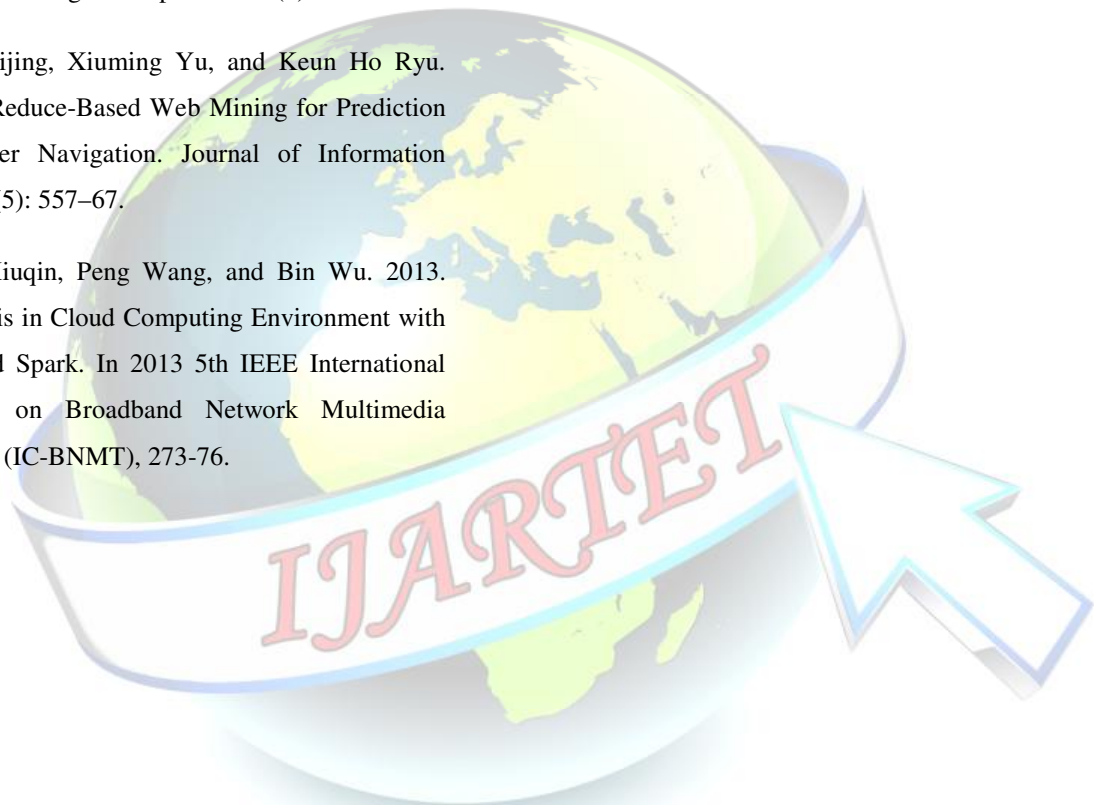 ijing, Xiuming Yu, and Keun Ho Ryu.
Reduce-Based Web Mining for Prediction
er Navigation. Journal of Information
(5): 557–67.
Xiuqin, Peng Wang, and Bin Wu. 2013.
is in Cloud Computing Environment with
d Spark. In 2013 5th IEEE International
on Broadband Network Multimedia
(IC-BNMT), 273-76.
IJARTET